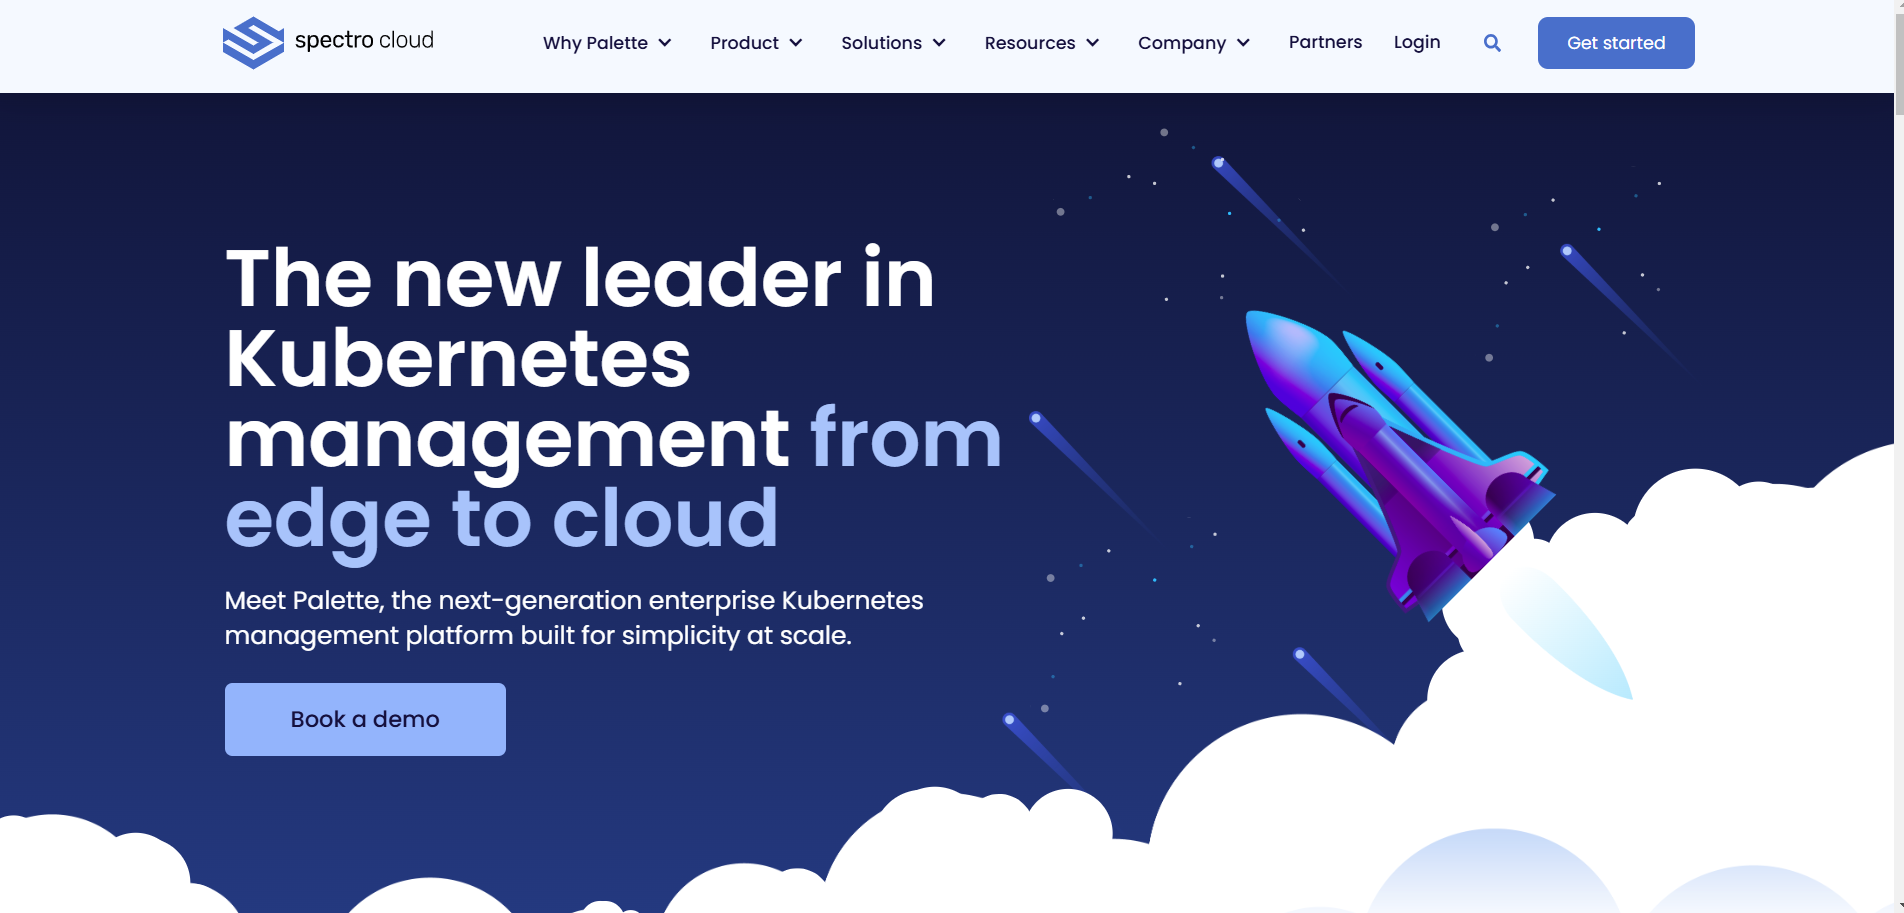 spectro cloud
Why Palette
Product
Solutions
Resources
Company
Partners
Login
Get started
The new leader in
Kubernetes
management from
edge to cloud
Meet Palette, the next-generation enterprise Kubernetes
management platform built for simplicity at scale.
Book a demo